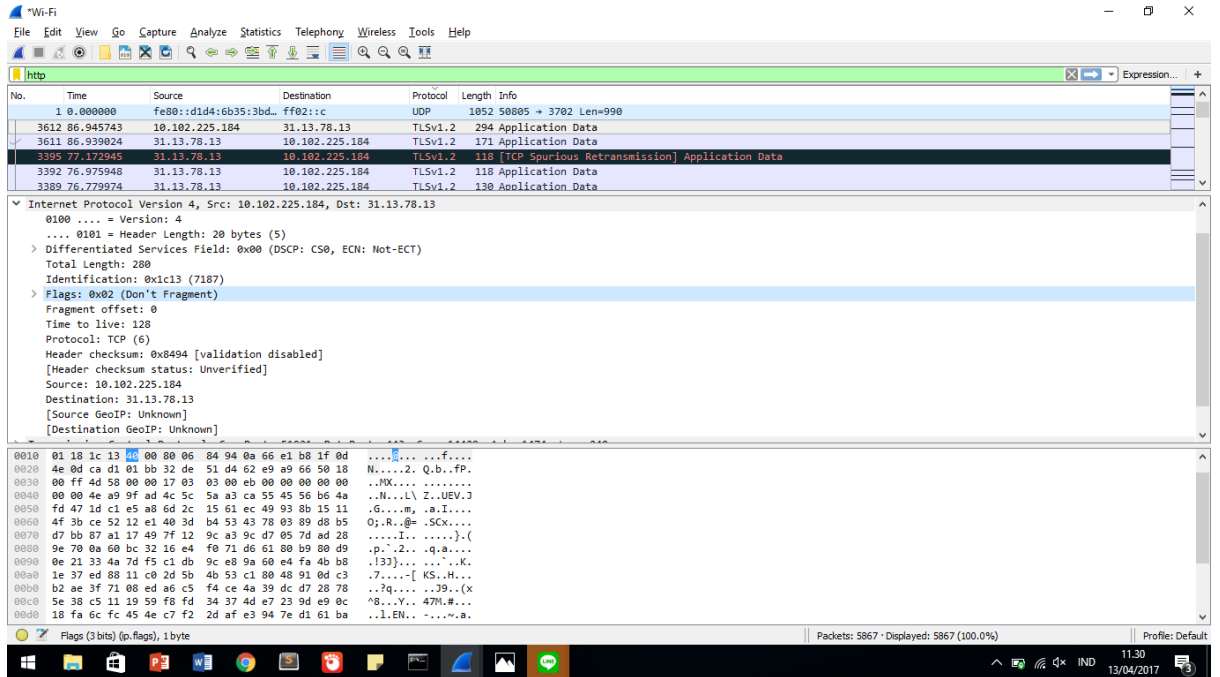 *Wi-Fi
File Edit View Go Capture Analyze Statistics Telephony Wireless Tools Help
http Expression... +
No. Time Source Destination Protocol Length Info
1 0.000000 fe80::d1d4:6b35:3bd… ff02::c UDP 1052 50805 → 3702 Len=990
3612 86.945743 10.102.225.184 31.13.78.13 TLSv1.2 294 Application Data
3611 86.939024 31.13.78.13 10.102.225.184 TLSv1.2 171 Application Data
3395 77.172945 31.13.78.13 10.102.225.184 TLSv1.2 118 [TCP Spurious Retransmission] Application Data
3392 76.975948 31.13.78.13 10.102.225.184 TLSv1.2 118 Application Data
3389 76.779974 31.13.78.13 10.102.225.184 TLSv1.2 130 Application Data
Internet Protocol Version 4, Src: 10.102.225.184, Dst: 31.13.78.13
0100 .... = Version: 4
.... 0101 = Header Length: 20 bytes (5)
Differentiated Services Field: 0x00 (DSCP: CS0, ECN: Not-ECT)
Total Length: 280
Identification: 0x1c13 (7187)
Flags: 0x02 (Don't Fragment)
Fragment offset: 0
Time to live: 128
Protocol: TCP (6)
Header checksum: 0x8494 [validation disabled]
[Header checksum status: Unverified]
Source: 10.102.225.184
Destination: 31.13.78.13
[Source GeoIP: Unknown]
[Destination GeoIP: Unknown]
0010 01 18 1c 13 40 00 80 06 84 94 0a 66 e1 b8 1f 0d ....@... ...f....
0020 4e 0d ca d1 01 bb 32 de 51 d4 62 e9 a9 66 50 18 N.....2. Q.b..fP.
0030 00 ff 4d 58 00 00 17 03 03 00 eb 00 00 00 00 00 ..MX.... ........
0040 00 00 4e a9 9f ad 4c 5c 5a a3 ca 55 45 56 b6 4a ..N...L\ Z..UEV.J
0050 fd 47 1d c1 e5 a8 6d 2c 15 61 ec 49 93 8b 15 11 .G....m, .a.I....
0060 4f 3b ce 52 12 e1 40 3d b4 53 43 78 03 89 d8 b5 O;.R..@= .SCx....
0070 d7 bb 87 a1 17 49 7f 12 9c a3 9c d7 05 7d ad 28 .....I.. .....}.(
0080 9e 70 0a 60 bc 32 16 e4 f0 71 d6 61 80 b9 80 d9 .p.`.2.. .q.a....
0090 0e 21 33 4a 7d f5 c1 db 9c e8 9a 60 e4 fa 4b b8 .!3J}... ...`..K.
00a0 1e 37 ed 88 11 c0 2d 5b 4b 53 c1 80 48 91 0d c3 .7....-[ KS..H...
00b0 b2 ae 3f 71 08 ed a6 c5 f4 ce 4a 39 dc d7 28 78 ..?q.... ..J9..(x
00c0 5e 38 c5 11 19 59 f8 fd 34 37 4d e7 23 9d e9 0c ^8...Y.. 47M.#...
00d0 18 fa 6c fc 45 4e c7 f2 2d af e3 94 7e d1 61 ba ..l.EN.. -...~.a.
Flags (3 bits) (ip.flags), 1 byte Packets: 5867 · Displayed: 5867 (100.0%) Profile: Default
LINE IND 11.30
13/04/2017 3